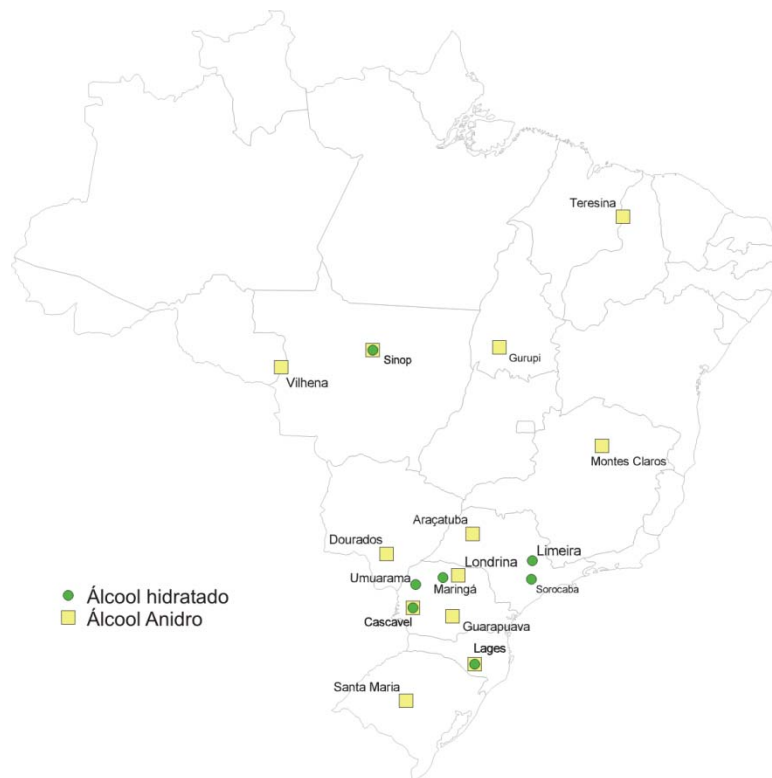 Teresina
Gurupi
Sinop
Vilhena
Montes Claros
Araçatuba
Dourados
Limeira
Londrina
Umuarama
Maringá
Sorocaba
Cascavel
Guarapuava
Lages
Santa Maria
Álcool hidratado
Álcool Anidro